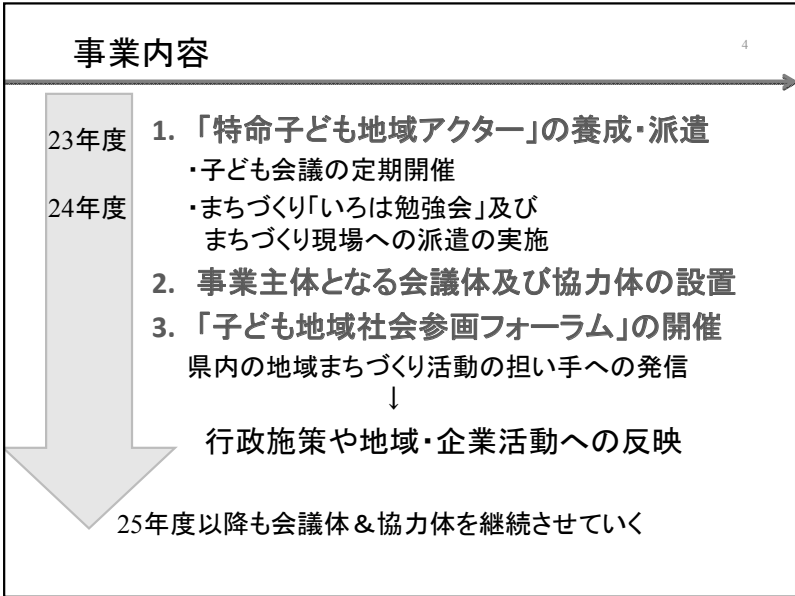 事業内容
4
23年度
1. 「特命子ども地域アクター」の養成・派遣
・子ども会議の定期開催
24年度
・まちづくり「いろは勉強会」及び
まちづくり現場への派遣の実施
2. 事業主体となる会議体及び協力体の設置
3. 「子ども地域社会参画フォーラム」の開催
県内の地域まちづくり活動の担い手への発信
↓
行政施策や地域・企業活動への反映
25年度以降も会議体＆協力体を継続させていく